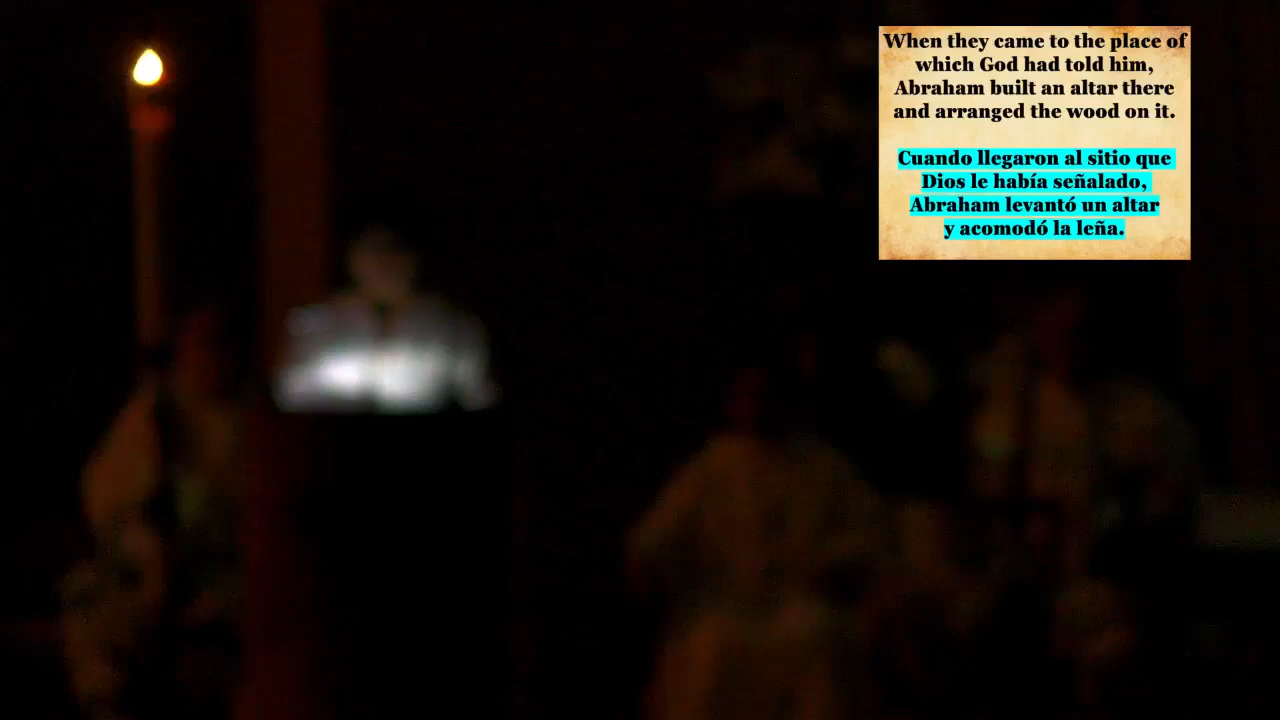 When they came to the place of
which God had told him,
Abraham built an altar there
and arranged the wood on it.
Cuando llegaron al sitio que
Dios le había señalado,
Abraham levantó un altar
y acomodó la leña.